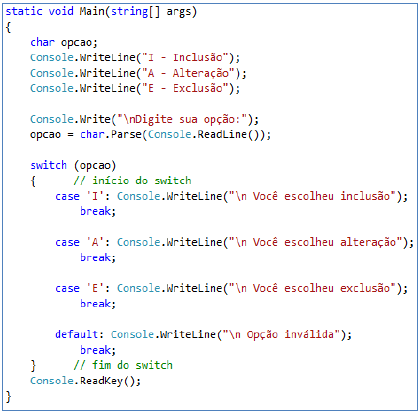 static void Main(string[] args)
{
char opcao;
Console.WriteLine("I - Inclusão");
Console.WriteLine("A - Alteração");
Console.WriteLine("E - Exclusão");
Console.Write("\nDigite sua opção:");
opcao = char.Parse(Console.ReadLine());
switch (opcao)
{ // início do switch
case 'I': Console.WriteLine("\n Você escolheu inclusão");
break;
case 'A': Console.WriteLine("\n Você escolheu alteração");
break;
case 'E': Console.WriteLine("\n Você escolheu exclusão");
break;
default: Console.WriteLine("\n Opção inválida");
break;
} // fim do switch
Console.ReadKey();
}